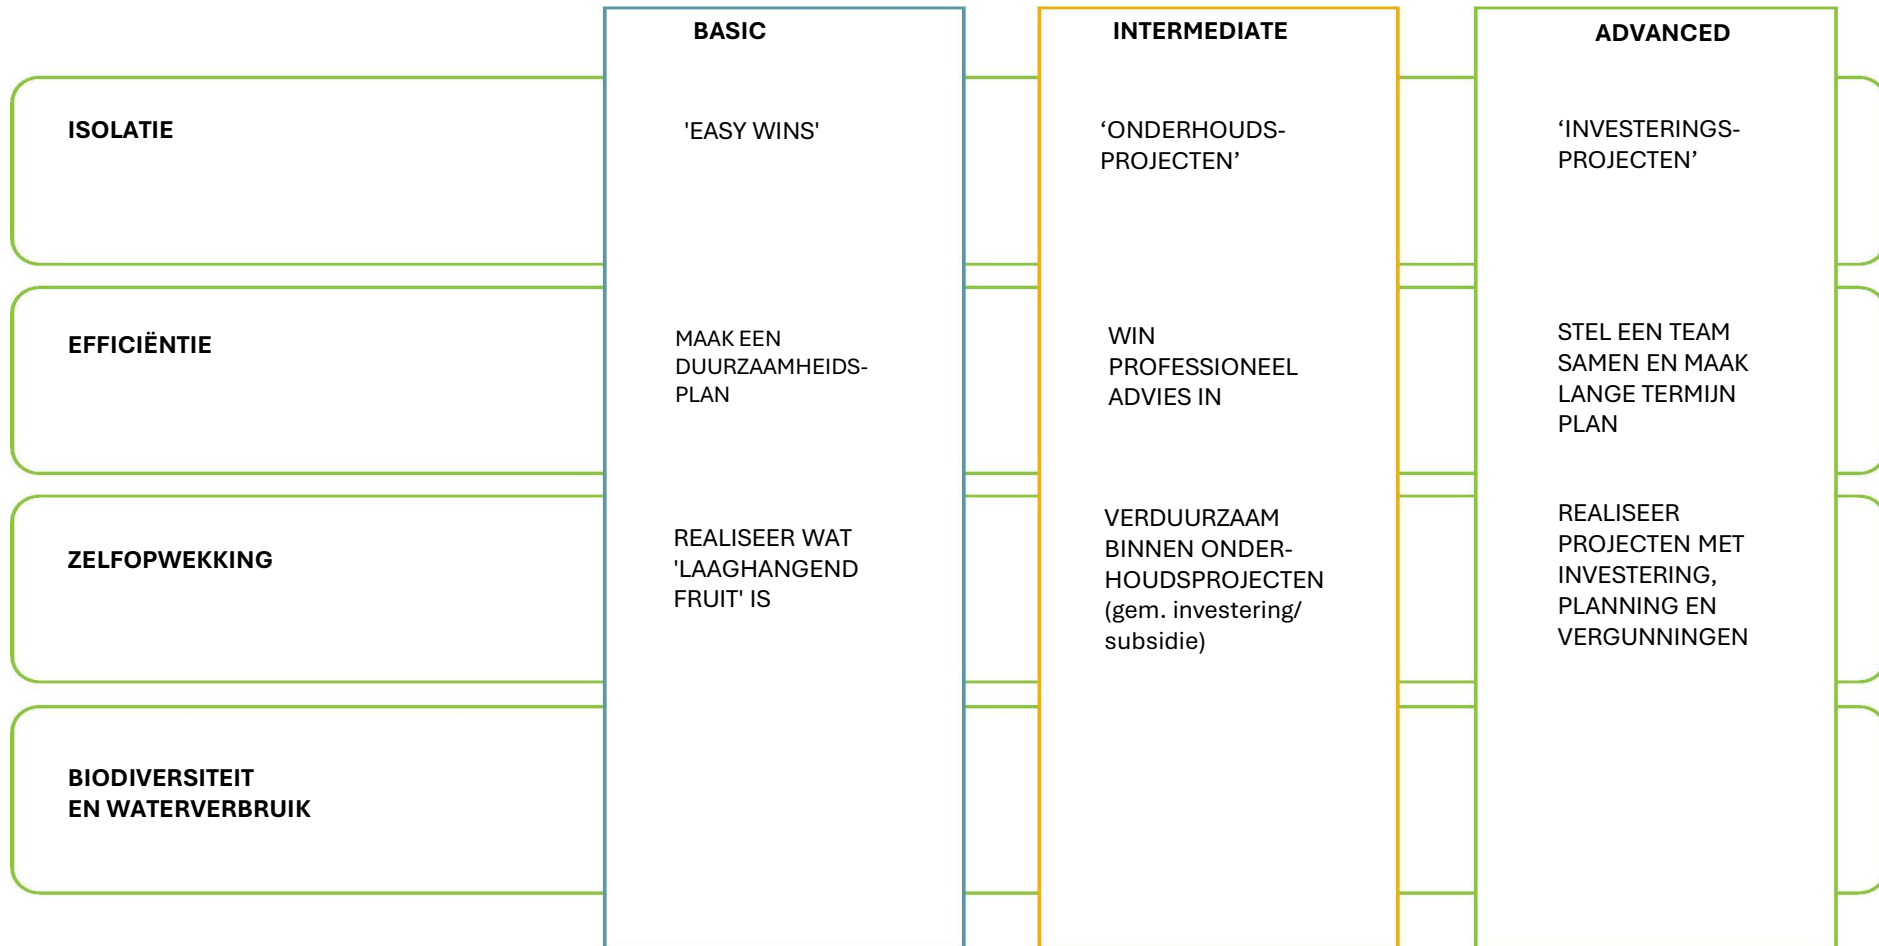 BASIC
INTERMEDIATE
ADVANCED
ISOLATIE
'EASY WINS'
‘ONDERHOUDS-
PROJECTEN’
‘INVESTERINGS-
PROJECTEN’
EFFICIËNTIE
MAAK EEN
DUURZAAMHEIDS-
PLAN
WIN
PROFESSIONEEL
ADVIES IN
STEL EEN TEAM
SAMEN EN MAAK
LANGE TERMIJN
PLAN
ZELFOPWEKKING
REALISEER WAT
'LAAGHANGEND
FRUIT' IS
VERDUURZAAM
BINNEN ONDER-
HOUDSPROJECTEN
(gem. investering/
subsidie)
REALISEER
PROJECTEN MET
INVESTERING,
PLANNING EN
VERGUNNINGEN
BIODIVERSITEIT
EN WATERVERBRUIK